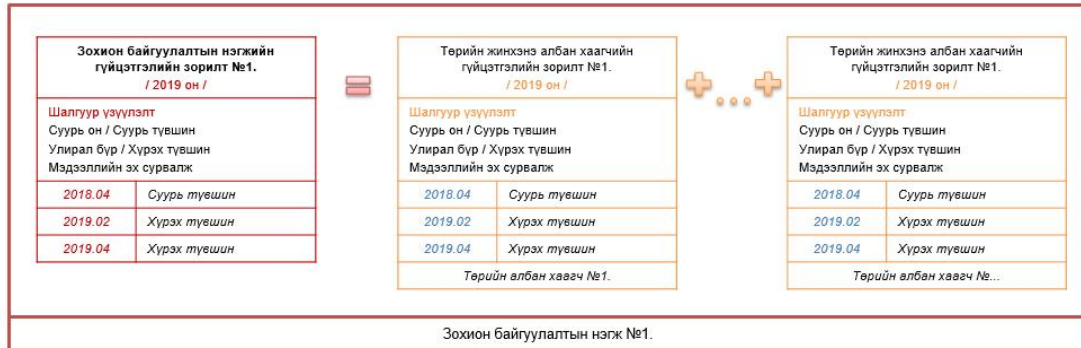 Зохион байгуулалтын нэгжийн
гүйцэтгэлийн зорилт №1.
/ 2019 он /
Шалгуур үзүүлэлт
Суурь он / Суурь түвшин
Улирал бүр / Хүрэх түвшин
Мэдээллийн эх сурвалж
2018.04 Суурь түвшин
2019.02 Хүрэх түвшин
2019.04 Хүрэх түвшин
=
Төрийн жинхэнэ албан хаагчийн
гүйцэтгэлийн зорилт №1.
/ 2019 он /
Шалгуур үзүүлэлт
Суурь он / Суурь түвшин
Улирал бүр / Хүрэх түвшин
Мэдээллийн эх сурвалж
2018.04 Суурь түвшин
2019.02 Хүрэх түвшин
2019.04 Хүрэх түвшин
Төрийн албан хаагч №1.
+...+
Төрийн жинхэнэ албан хаагчийн
гүйцэтгэлийн зорилт №1.
/ 2019 он /
Шалгуур үзүүлэлт
Суурь он / Суурь түвшин
Улирал бүр / Хүрэх түвшин
Мэдээллийн эх сурвалж
2018.04 Суурь түвшин
2019.02 Хүрэх түвшин
2019.04 Хүрэх түвшин
Төрийн албан хаагч №...
Зохион байгуулалтын нэгж №1.